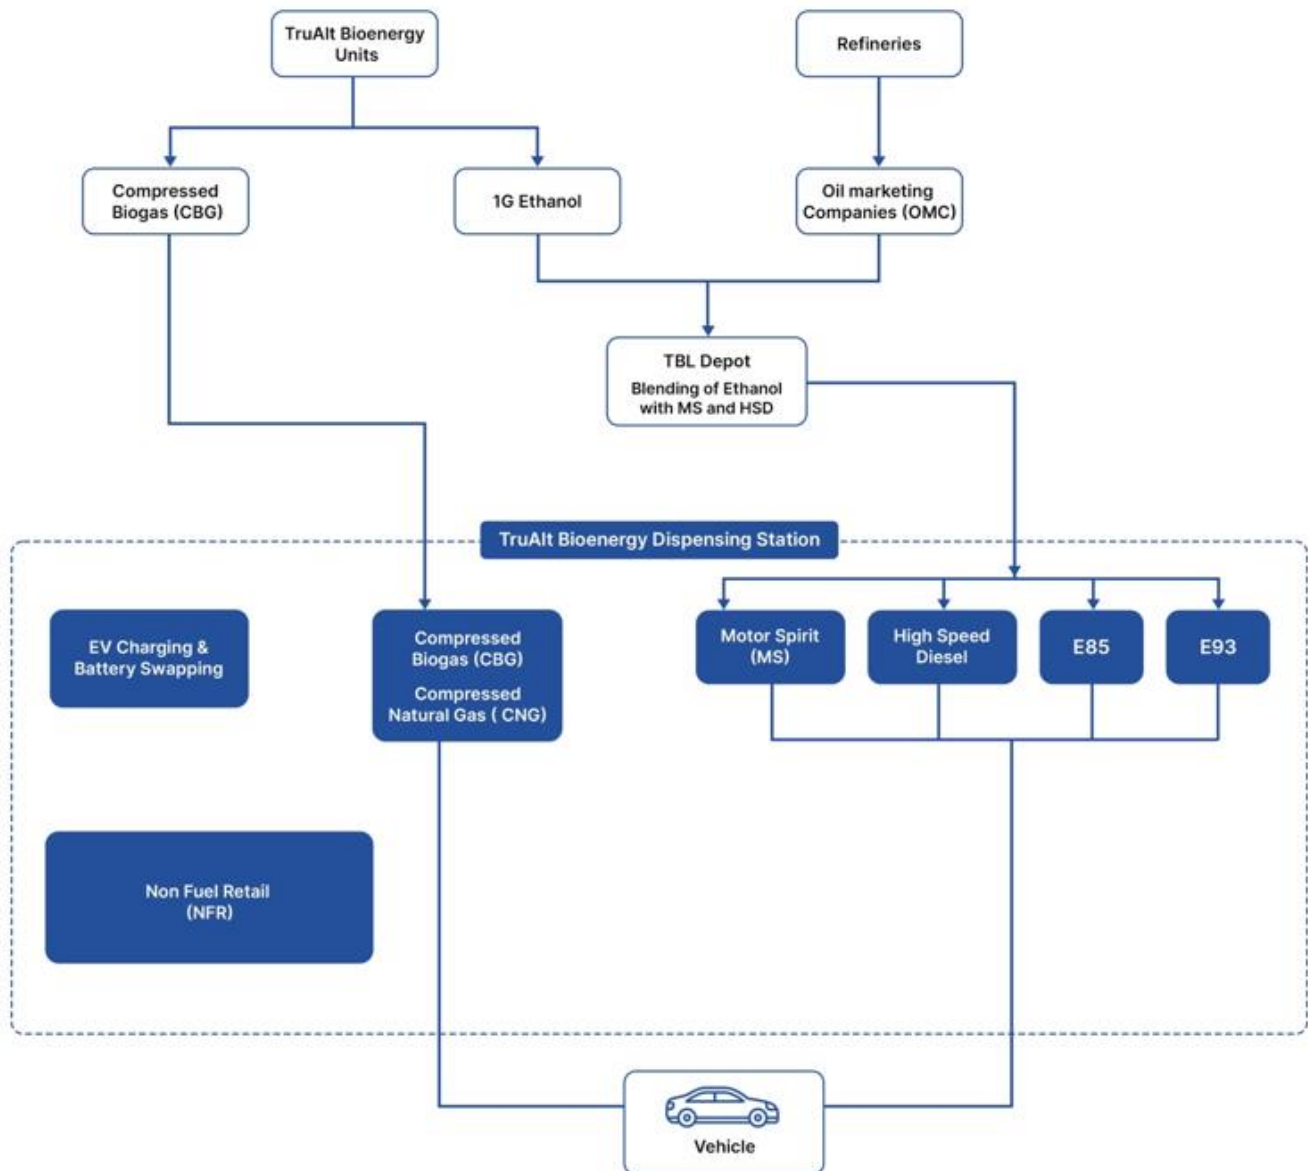 TruAlt Bioenergy
Units
Refineries
Compressed
Biogas (CBG)
1G Ethanol
Oil marketing
Companies (OMC)
TBL Depot
Blending of Ethanol
with MS and HSD
TruAlt Bioenergy Dispensing Station
EV Charging &
Battery Swapping
Compressed
Biogas (CBG)
Compressed
Natural Gas ( CNG)
Motor Spirit
(MS)
High Speed
Diesel
E85
E93
Non Fuel Retail
(NFR)
Vehicle